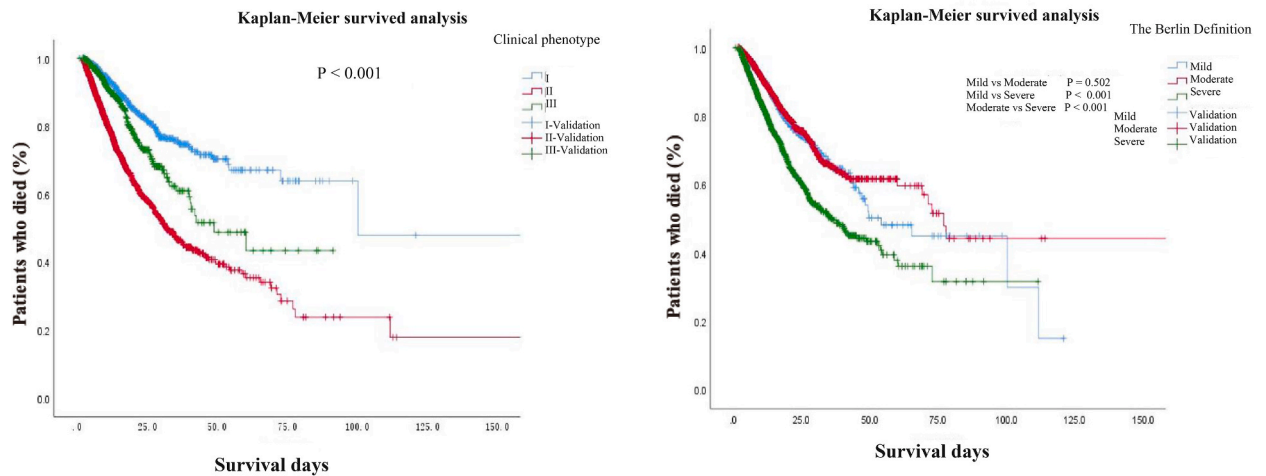 Kaplan-Meier survived analysis
Clinical phenotype
P < 0.001
I
II
III
I-Validation
II-Validation
III-Validation
Patients who died (%)
1.0
0.8
0.6
0.4
0.2
0.0
.0 25.0 50.0 75.0 100.0 125.0 150.0
Survival days
Kaplan-Meier survived analysis
The Berlin Definition
Mild vs Moderate P = 0.502
Mild vs Severe P < 0.001
Moderate vs Severe P < 0.001
Mild
Moderate
Severe
Mild Validation
Moderate Validation
Severe Validation
Patients who died (%)
1.0
0.8
0.6
0.4
0.2
0.0
.0 25.0 50.0 75.0 100.0 125.0 150.0
Survival days